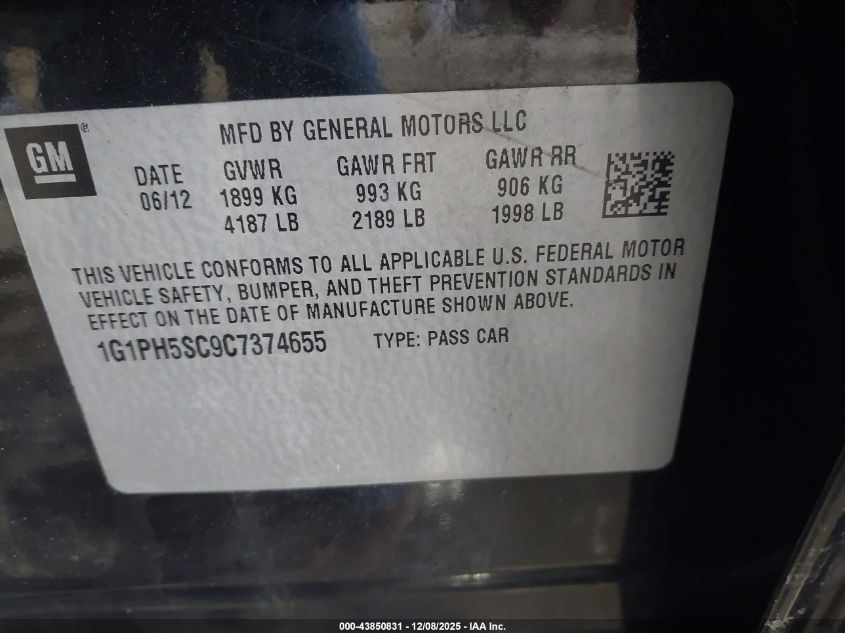 GM®
MFD BY GENERAL MOTORS LLC
DATE GVWR GAWR FRT GAWR RR
06/12 1899 KG 993 KG 906 KG
4187 LB 2189 LB 1998 LB
THIS VEHICLE CONFORMS TO ALL APPLICABLE U.S. FEDERAL MOTOR
VEHICLE SAFETY, BUMPER, AND THEFT PREVENTION STANDARDS IN
EFFECT ON THE DATE OF MANUFACTURE SHOWN ABOVE.
1G1PH5SC9C7374655 TYPE: PASS CAR
000-43850831 - 12/08/2025 - IAA Inc.